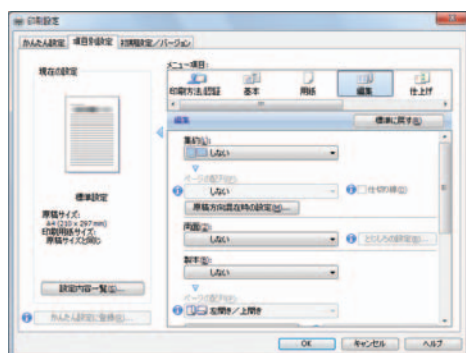 印刷設定
かんたん設定 項目別設定 初期設定／バージョン
現在の設定
標準設定
原稿サイズ:
A4 (210 x 297 mm)
印刷用紙サイズ:
原稿サイズと同じ
設定内容一覧(V)...
かんたん設定に登録(R)...
メニュー項目:
印刷方法/認証 基本 用紙 編集 仕上げ
編集
標準に戻す(R)
集約(L):
しない
ページの配列(P):
しない
仕切り線(B)
原稿方向混在時の設定(M)...
両面(2):
しない
とじしろの設定(E)...
製本(B):
しない
ページの配列(P):
左開き／上開き
OK キャンセル ヘルプ